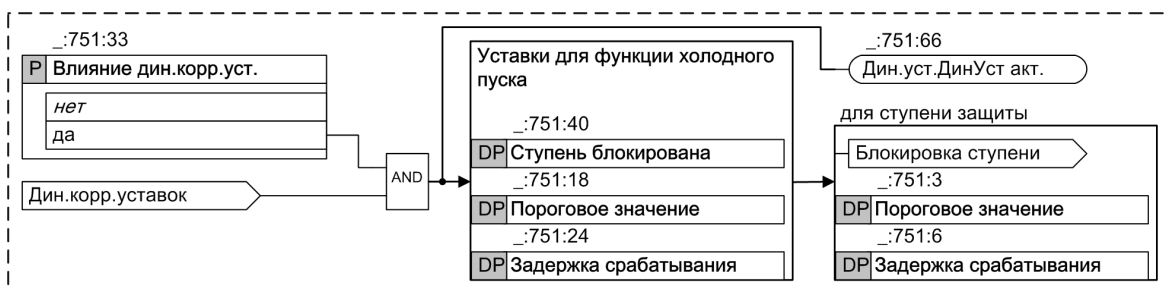 _:751:33
P Влияние дин.корр.уст.
нет
да
Дин.корр.уставок
AND
Уставки для функции холодного
пуска
_:751:40
DP Ступень блокирована
_:751:18
DP Пороговое значение
_:751:24
DP Задержка срабатывания
_:751:66
Дин.уст.ДинУст акт.
для ступени защиты
Блокировка ступени
_:751:3
DP Пороговое значение
_:751:6
DP Задержка срабатывания